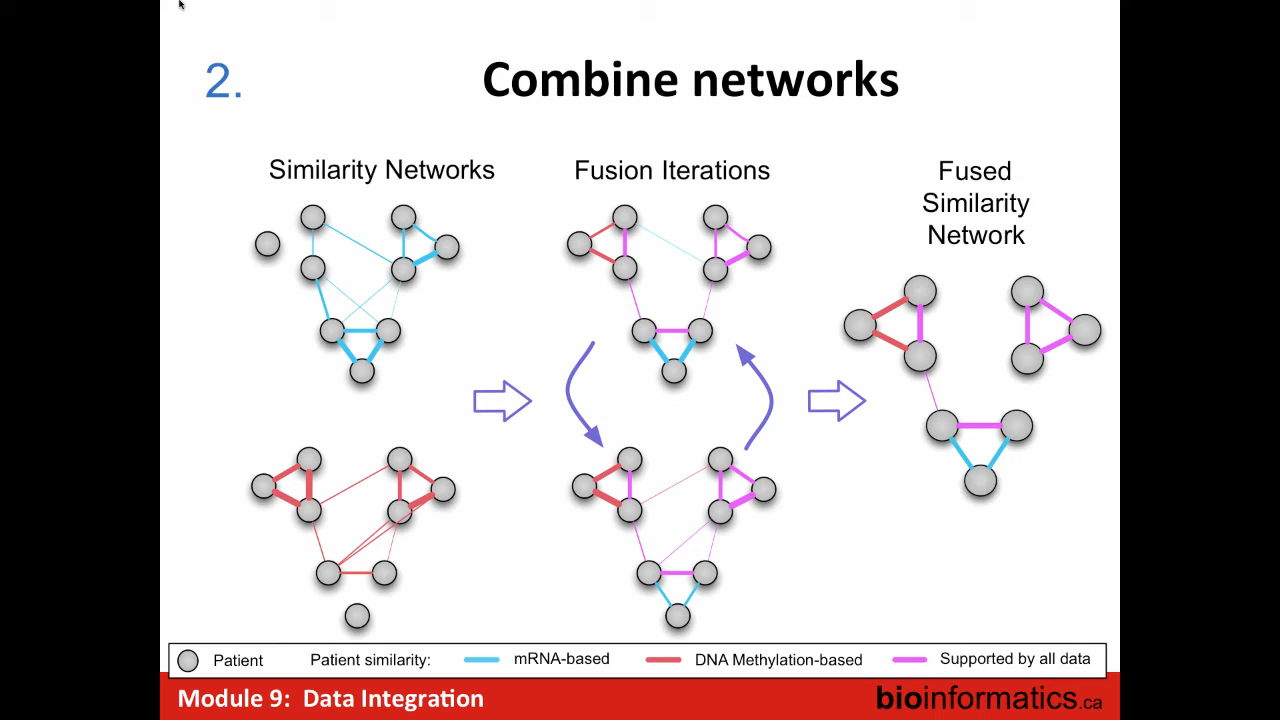 2.
Combine networks
Similarity Networks
Fusion Iterations
Fused
Similarity
Network
Patient
Patient similarity:
mRNA-based
DNA Methylation-based
Supported by all data
Module 9: Data Integration
bioinformatics.ca